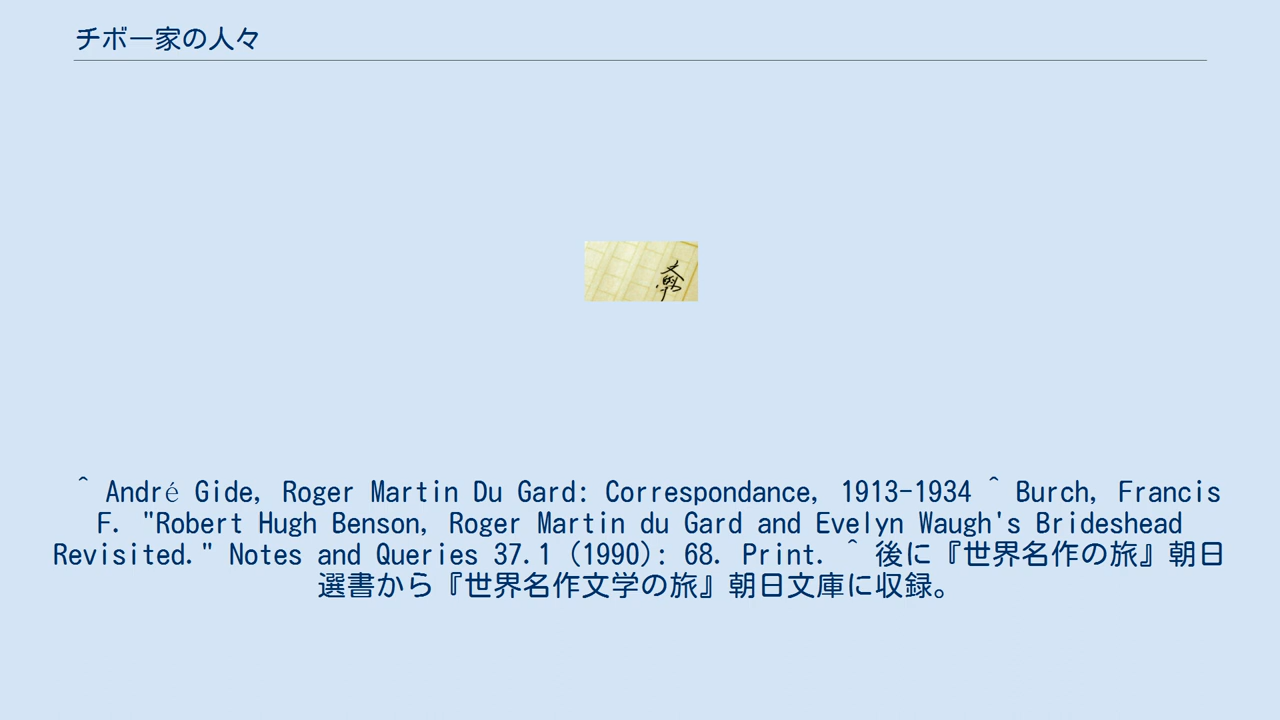 チボー家の人々
^ André Gide, Roger Martin Du Gard: Correspondance, 1913-1934 ^ Burch, Francis
F. "Robert Hugh Benson, Roger Martin du Gard and Evelyn Waugh's Brideshead
Revisited." Notes and Queries 37.1 (1990): 68. Print. ^ 後に『世界名作の旅』朝日
選書から『世界名作文学の旅』朝日文庫に収録。